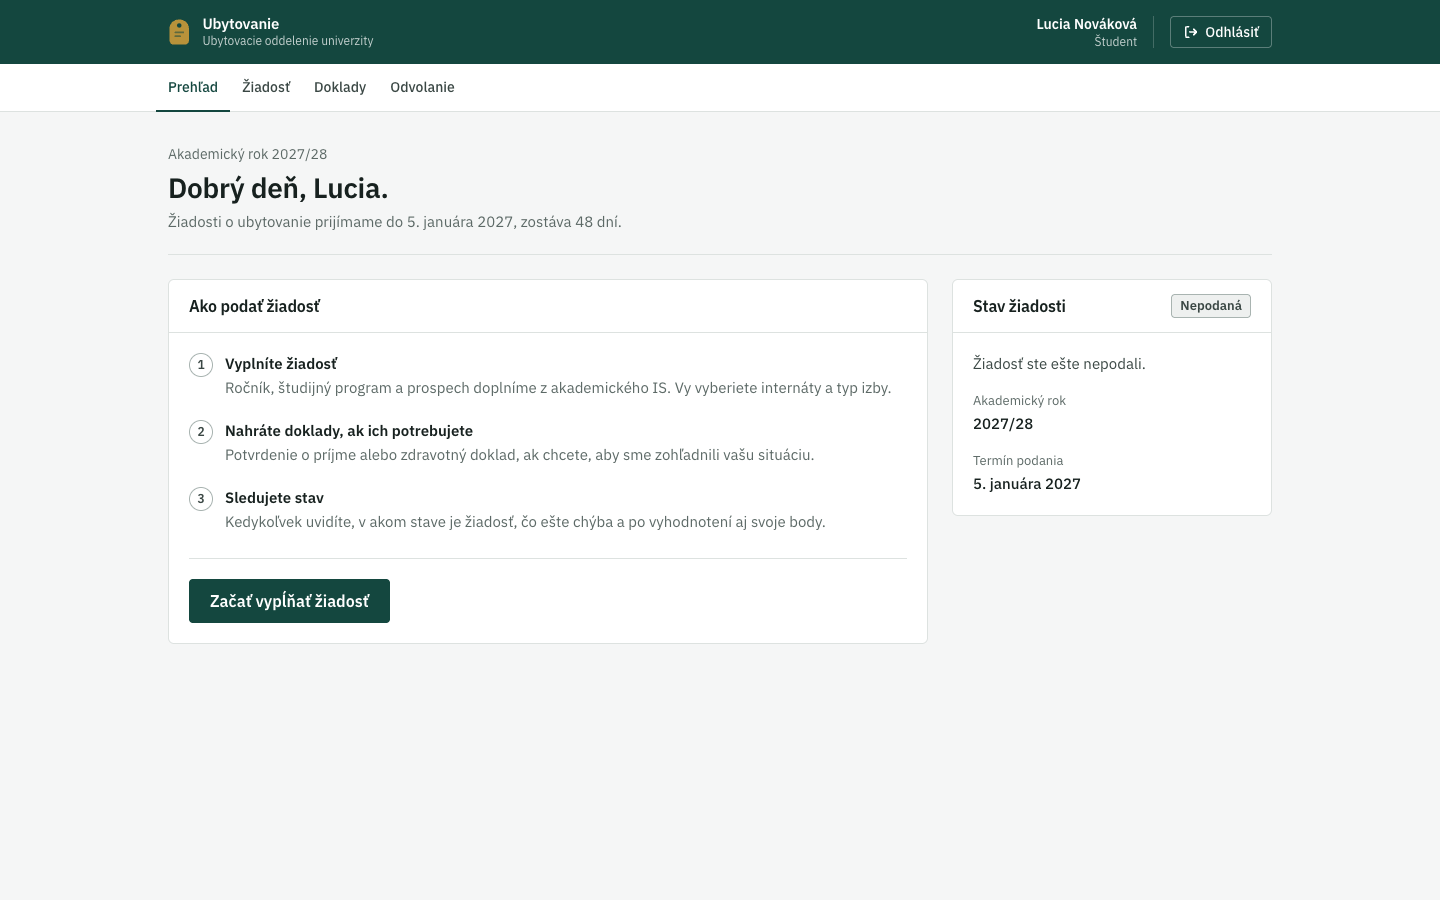 Ubytovanie
Ubytovacie oddelenie univerzity
Lucia Nováková
Študent
Odhlásiť
Prehľad
Žiadosť
Doklady
Odvolanie
Akademický rok 2027/28
Dobrý deň, Lucia.
Žiadosti o ubytovanie prijímame do 5. januára 2027, zostáva 48 dní.
Ako podať žiadosť
1 Vyplníte žiadosť
Ročník, študijný program a prospech doplníme z akademického IS. Vy vyberiete internáty a typ izby.
2 Nahráte doklady, ak ich potrebujete
Potvrdenie o príjme alebo zdravotný doklad, ak chcete, aby sme zohľadnili vašu situáciu.
3 Sledujete stav
Kedykoľvek uvidíte, v akom stave je žiadosť, čo ešte chýba a po vyhodnotení aj svoje body.
Začať vypĺňať žiadosť
Stav žiadosti
Nepodaná
Žiadosť ste ešte nepodali.
Akademický rok
2027/28
Termín podania
5. januára 2027